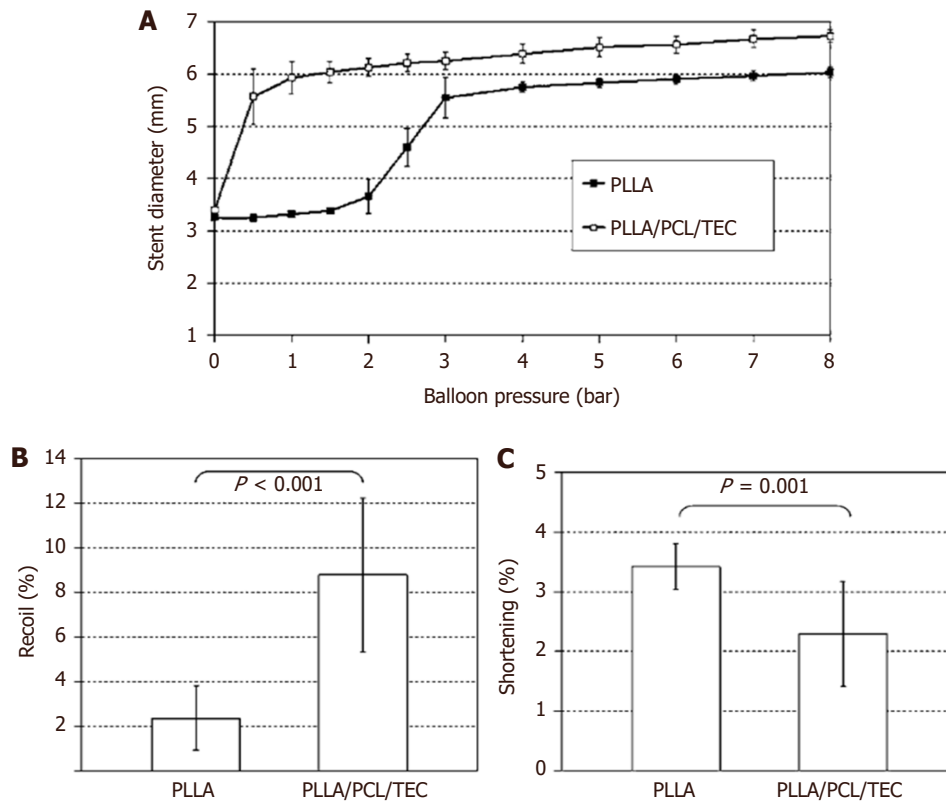 A
7
6
5
4
3
2
1
Stent diameter (mm)
PLLA
PLLA/PCL/TEC
0 1 2 3 4 5 6 7 8
Balloon pressure (bar)
B
14
12
10
8
6
4
2
Recoil (%)
P < 0.001
PLLA PLLA/PCL/TEC
C
5
4
3
2
1
0
Shortening (%)
P = 0.001
PLLA PLLA/PCL/TEC